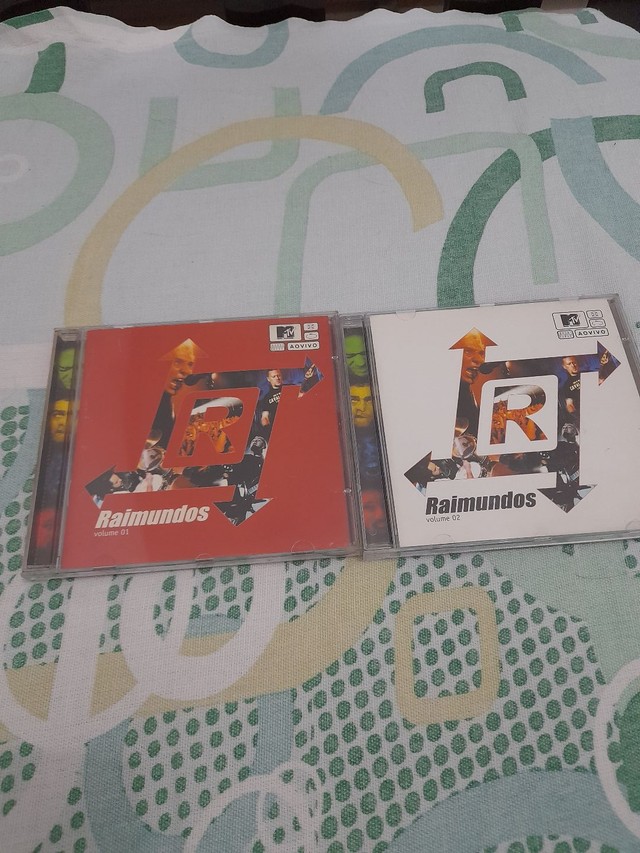 MTV
AO VIVO
R
Raimundos
volume 01
MTV
AO VIVO
R
Raimundos
volume 02